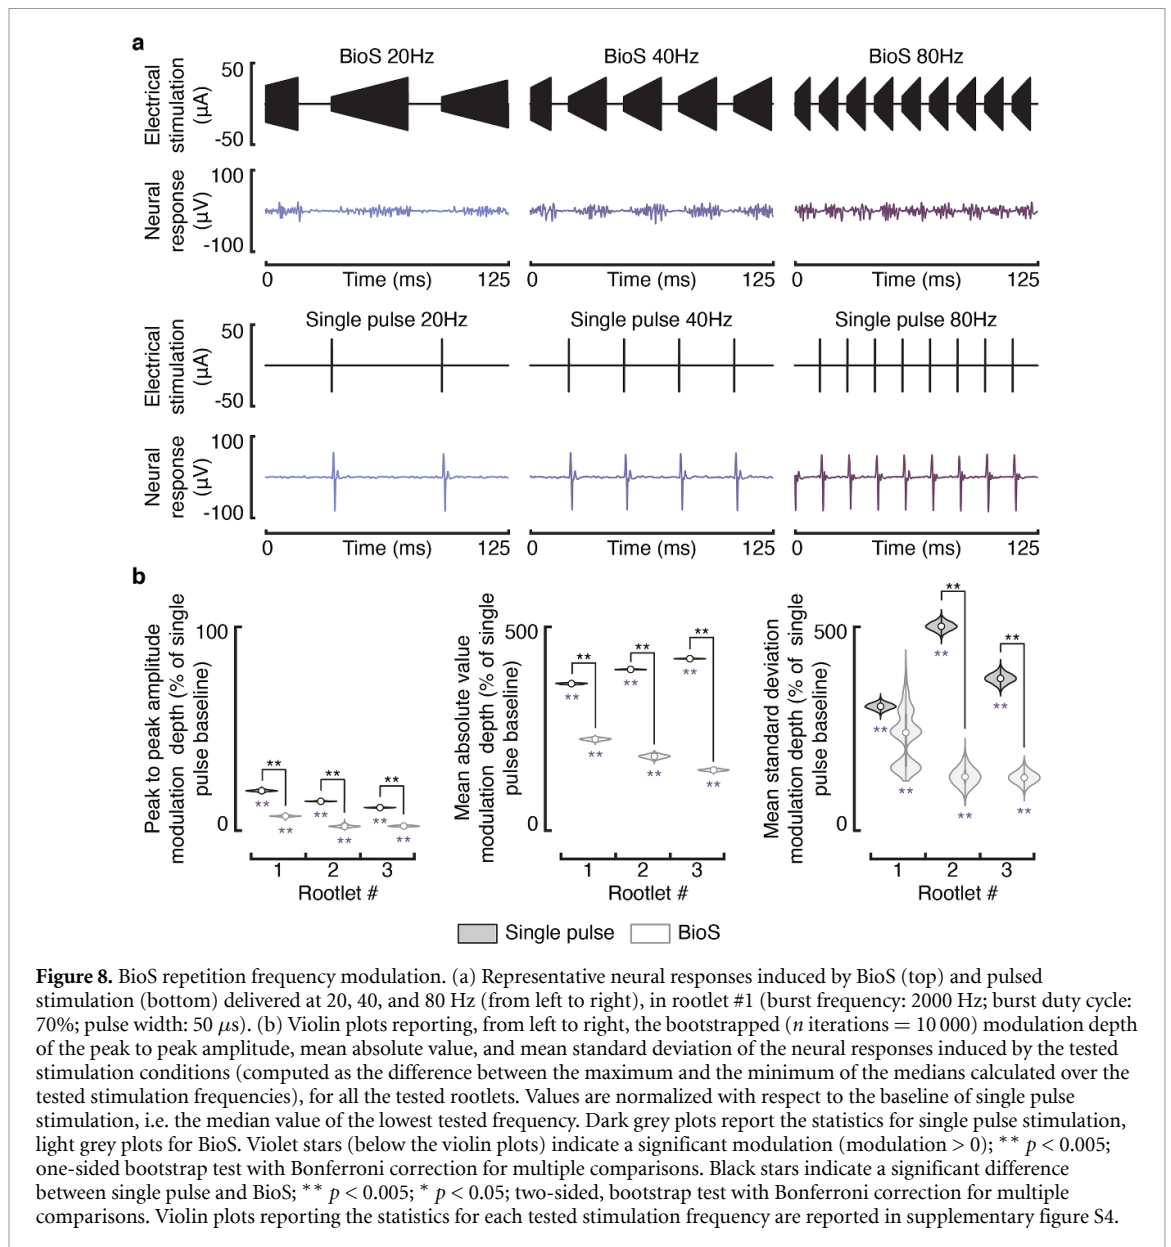 a
BioS 20Hz
BioS 40Hz
BioS 80Hz
Electrical
stimulation
(μA)
50
-50
Neural
response
(μV)
100
-100
0 Time (ms) 125
0 Time (ms) 125
0 Time (ms) 125
Single pulse 20Hz
Single pulse 40Hz
Single pulse 80Hz
Electrical
stimulation
(μA)
50
-50
Neural
response
(μV)
100
-100
0 Time (ms) 125
0 Time (ms) 125
0 Time (ms) 125
b
Peak to peak amplitude
modulation depth (% of single
pulse baseline)
100
0
**
**
**
**
**
**
**
**
**
1 2 3
Rootlet #
Mean absolute value
modulation depth (% of single
pulse baseline)
500
0
**
**
**
**
**
**
**
**
**
1 2 3
Rootlet #
Mean standard deviation
modulation depth (% of single
pulse baseline)
500
0
**
**
**
**
**
**
**
**
1 2 3
Rootlet #
Single pulse
BioS
Figure 8. BioS repetition frequency modulation. (a) Representative neural responses induced by BioS (top) and pulsed
stimulation (bottom) delivered at 20, 40, and 80 Hz (from left to right), in rootlet #1 (burst frequency: 2000 Hz; burst duty cycle:
70%; pulse width: 50 μs). (b) Violin plots reporting, from left to right, the bootstrapped (n iterations = 10 000) modulation depth
of the peak to peak amplitude, mean absolute value, and mean standard deviation of the neural responses induced by the tested
stimulation conditions (computed as the difference between the maximum and the minimum of the medians calculated over the
tested stimulation frequencies), for all the tested rootlets. Values are normalized with respect to the baseline of single pulse
stimulation, i.e. the median value of the lowest tested frequency. Dark grey plots report the statistics for single pulse stimulation,
light grey plots for BioS. Violet stars (below the violin plots) indicate a significant modulation (modulation > 0); ** p < 0.005;
one-sided bootstrap test with Bonferroni correction for multiple comparisons. Black stars indicate a significant difference
between single pulse and BioS; ** p < 0.005; * p < 0.05; two-sided, bootstrap test with Bonferroni correction for multiple
comparisons. Violin plots reporting the statistics for each tested stimulation frequency are reported in supplementary figure S4.